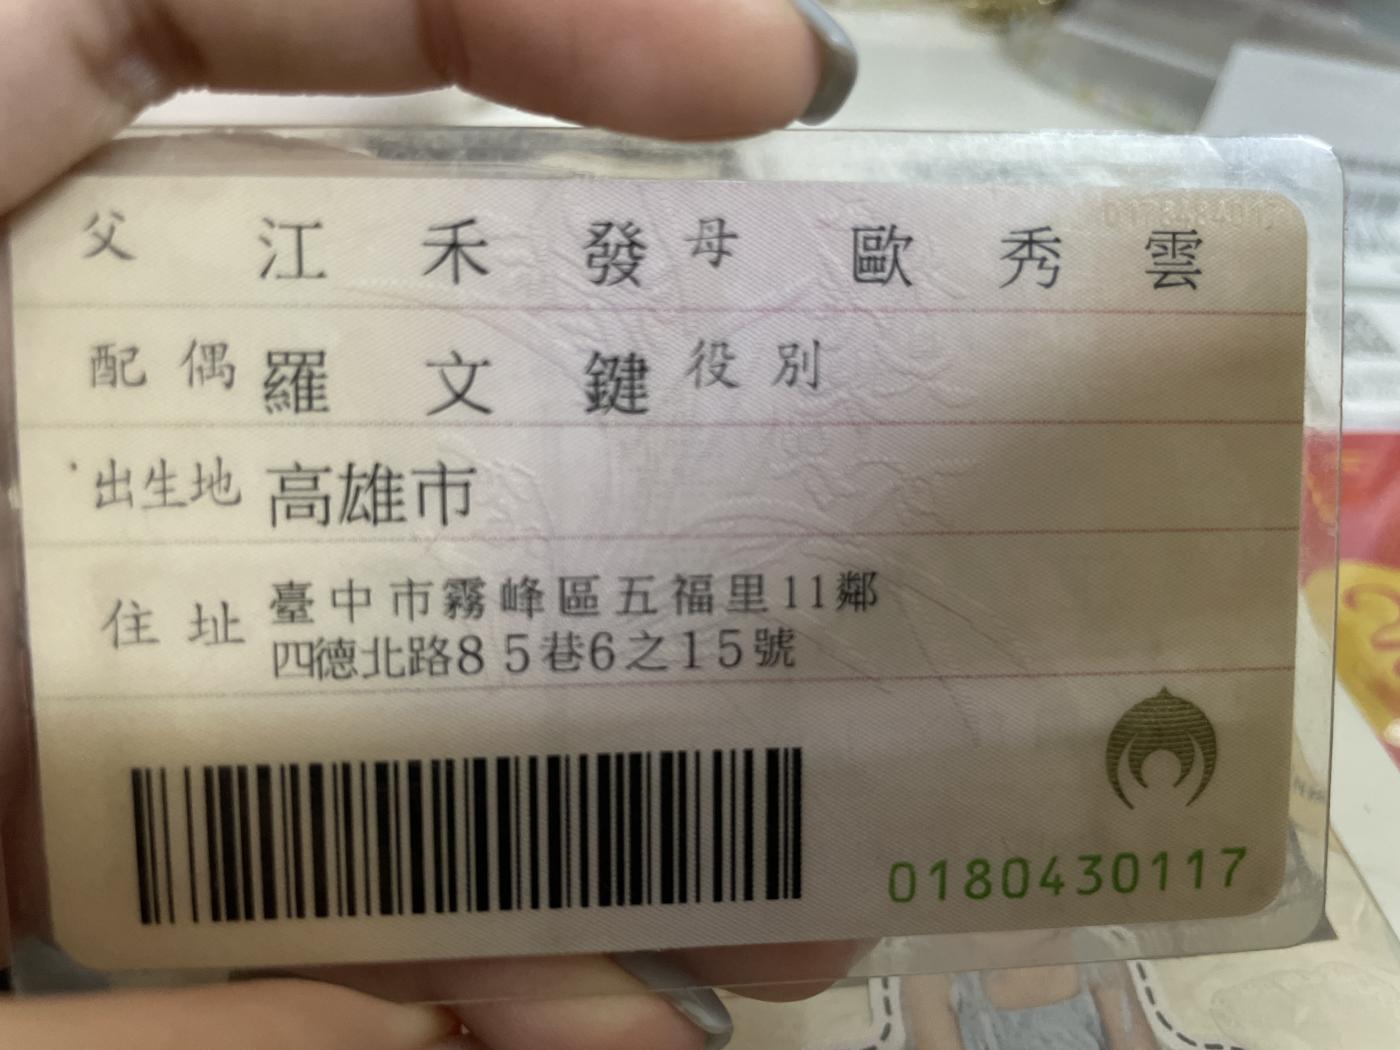 父 江禾發 母 歐秀雲
配偶 羅文鍵 役別
出生地 高雄市
住址 臺中市霧峰區五福里11鄰
四德北路85巷6之15號
0180430117